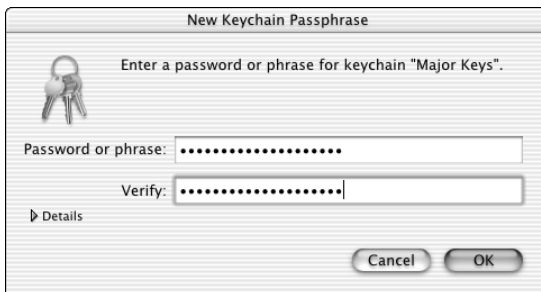 New Keychain Passphrase
Enter a password or phrase for keychain "Major Keys".
Password or phrase: ••••••••••••••••••••
Verify: ••••••••••••••••••••
Details
Cancel OK